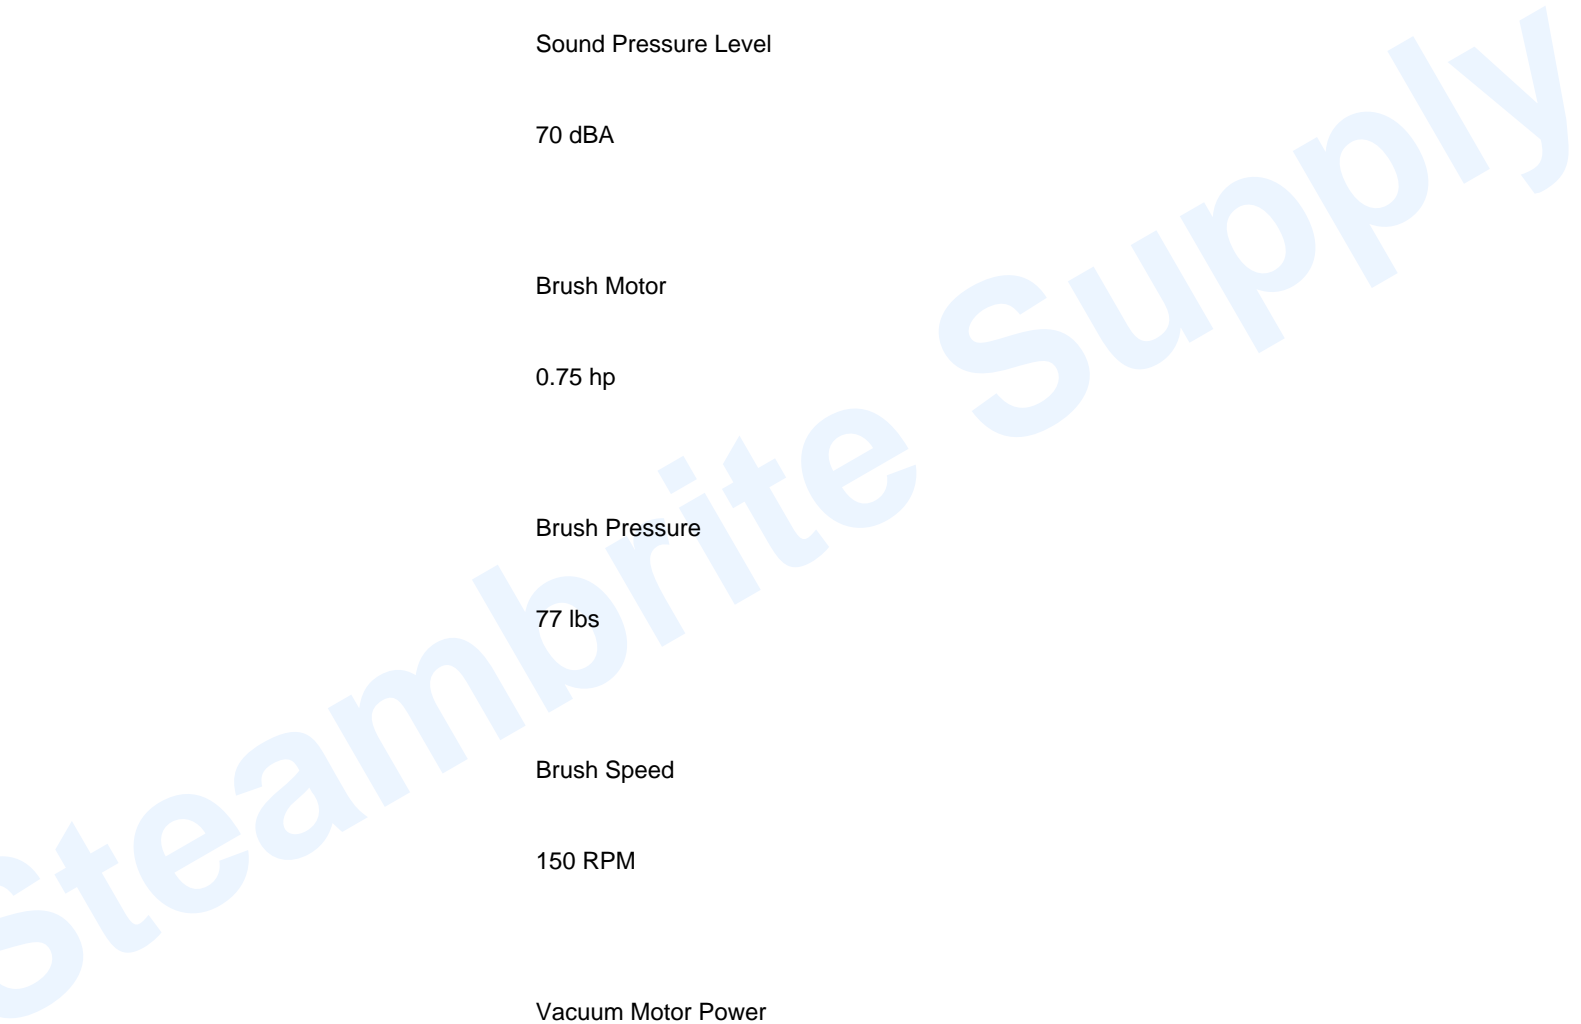 Sound Pressure Level
70 dBA
Brush Motor
0.75 hp
Brush Pressure
77 lbs
Brush Speed
150 RPM
Vacuum Motor Power
Steambrite Supply